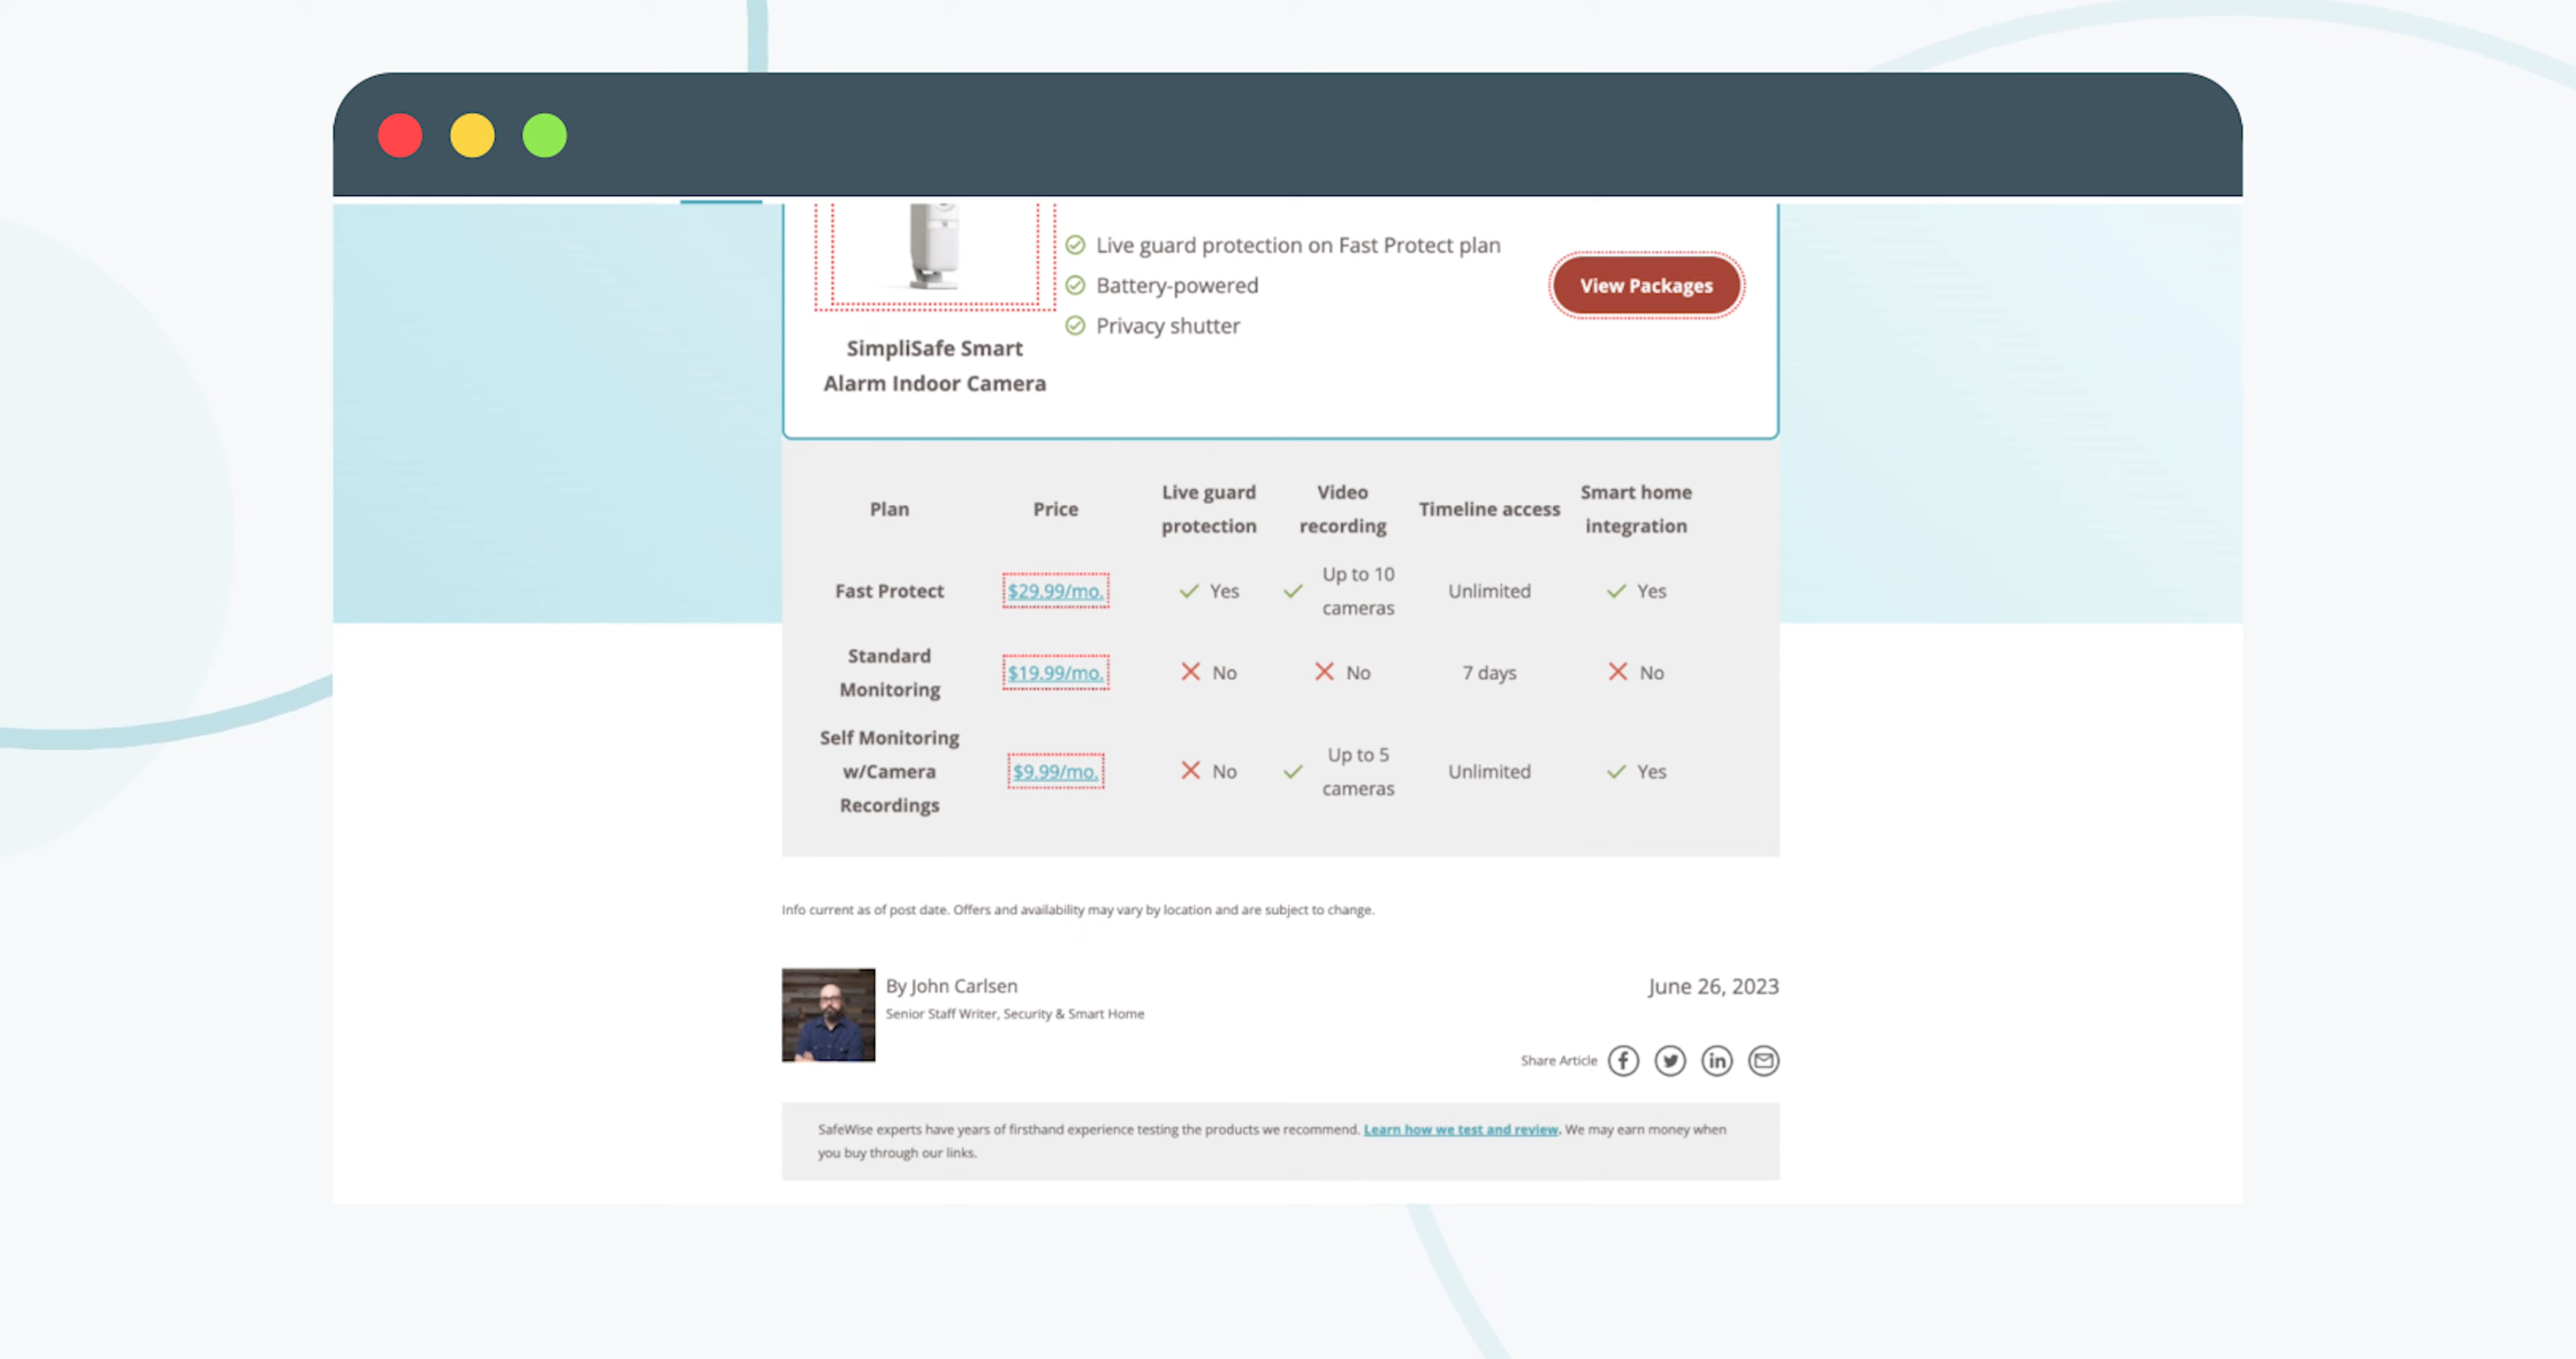 Live guard protection on Fast Protect plan
Battery-powered
Privacy shutter
View Packages
SimpliSafe Smart
Alarm Indoor Camera
Plan Price Live guard protection Video recording Timeline access Smart home integration
Fast Protect $29.99/mo. Yes Up to 10 cameras Unlimited Yes
Standard Monitoring $19.99/mo. No No 7 days No
Self Monitoring w/Camera Recordings $9.99/mo. No Up to 5 cameras Unlimited Yes
Info current as of post date. Offers and availability may vary by location and are subject to change.
By John Carlsen
Senior Staff Writer, Security & Smart Home
June 26, 2023
Share Article
SafeWise experts have years of firsthand experience testing the products we recommend. Learn how we test and review. We may earn money when
you buy through our links.